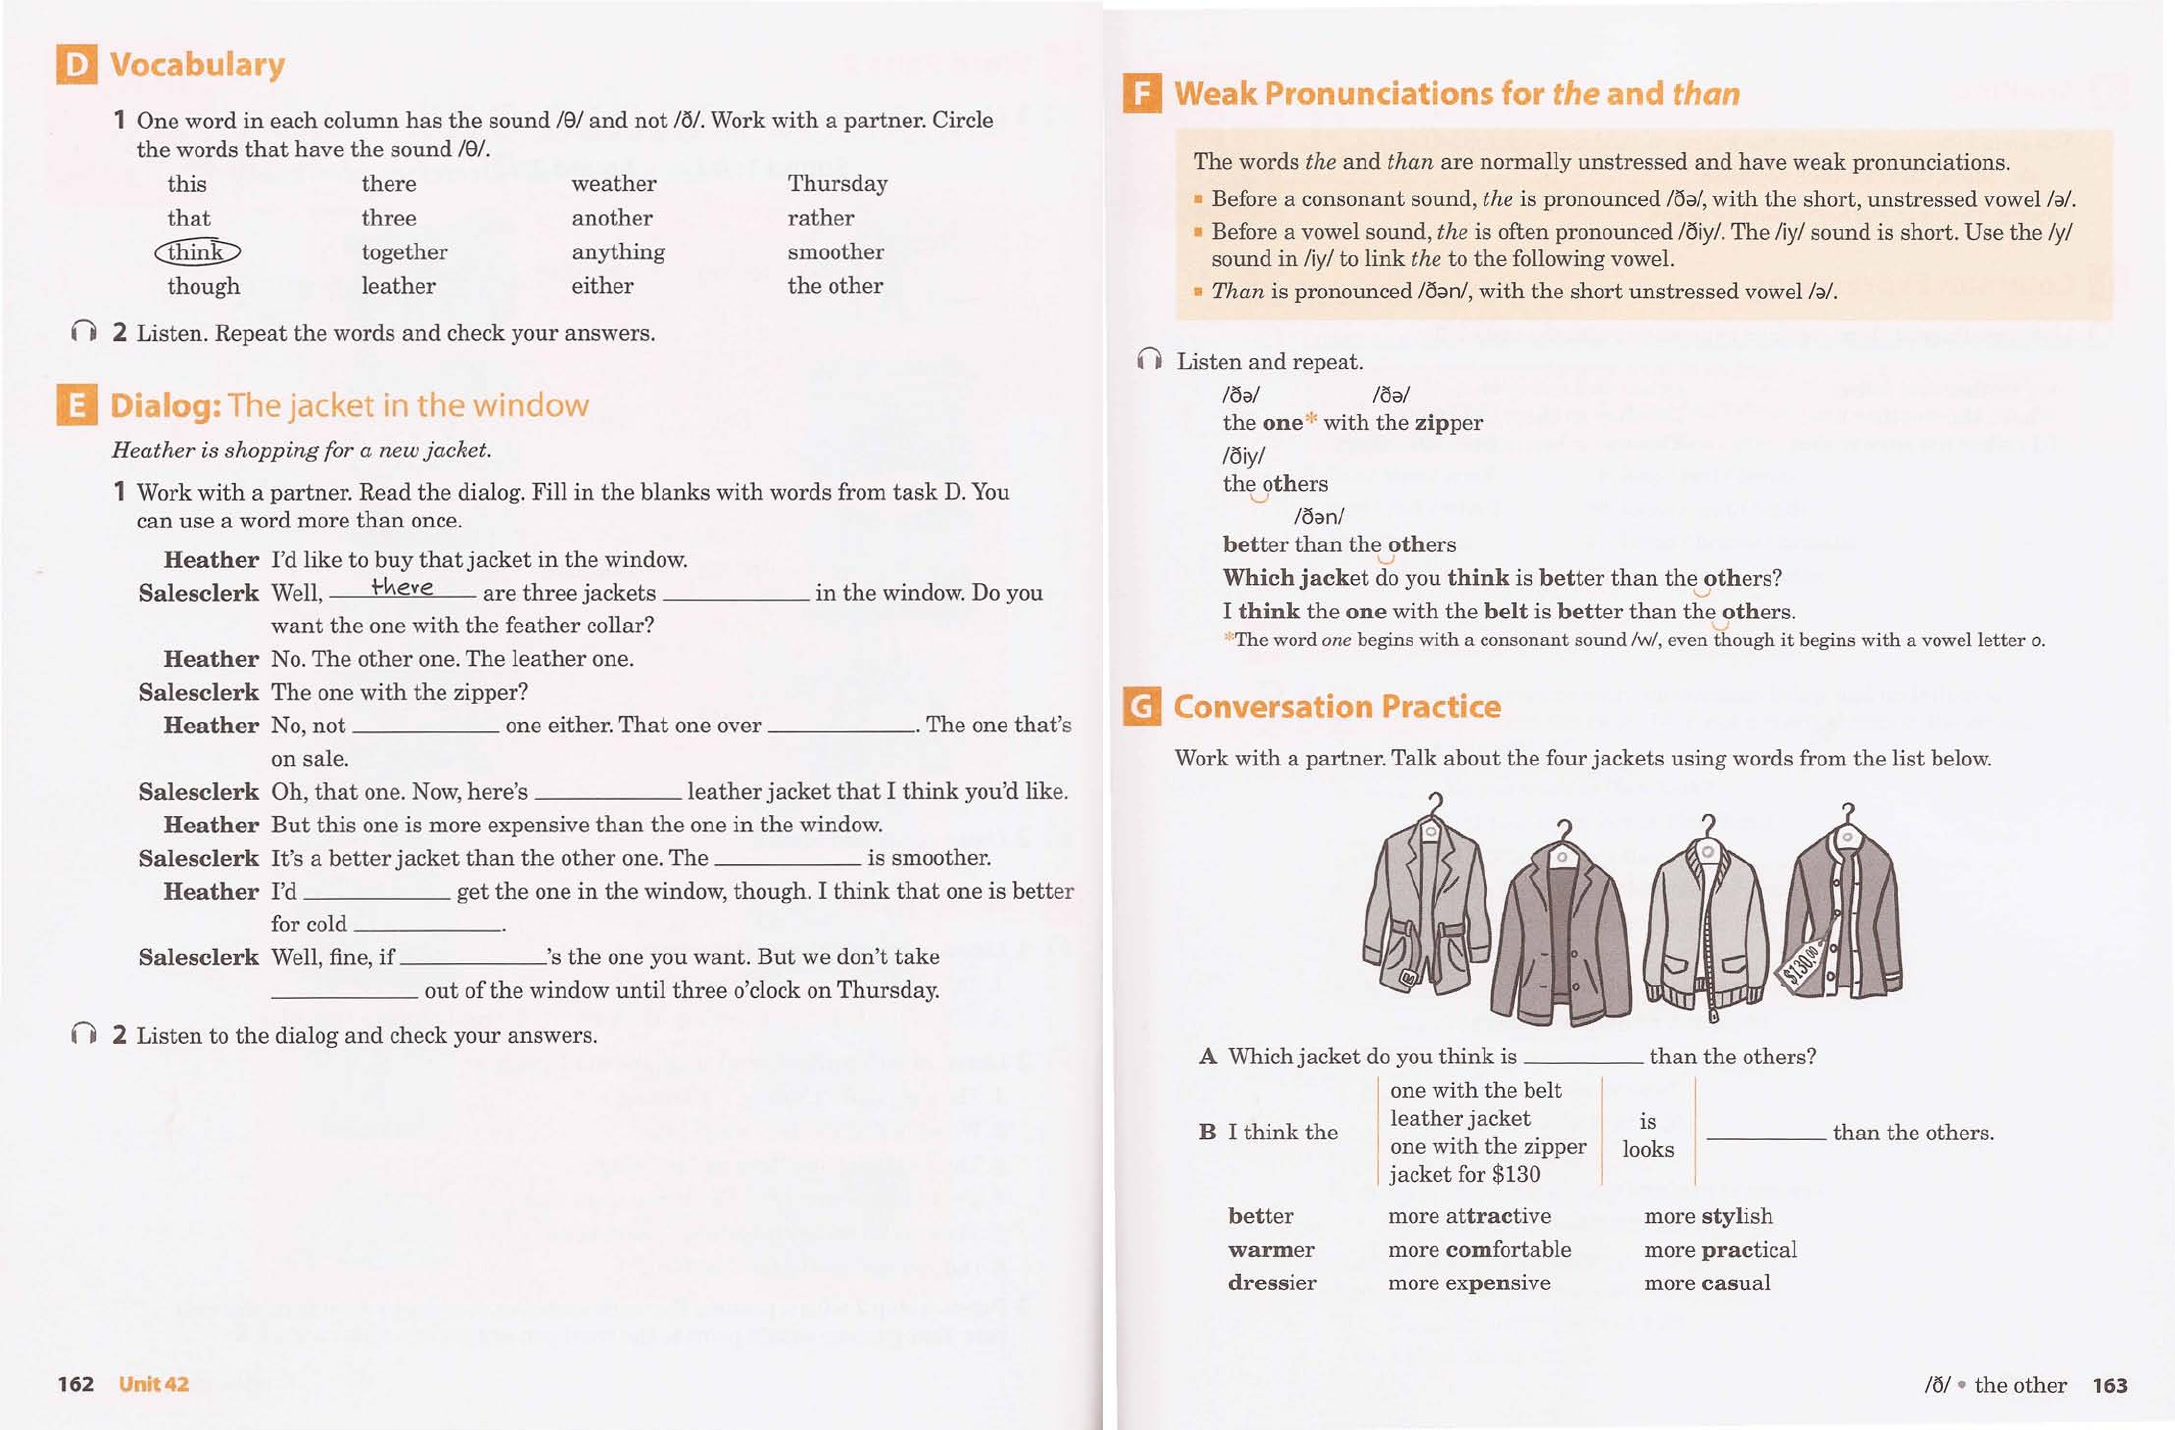 D Vocabulary
1 One word in each column has the sound /θ/ and not /ð/. Work with a partner. Circle
the words that have the sound /θ/.
this there weather Thursday
that three another rather
think together anything smoother
though leather either the other
2 Listen. Repeat the words and check your answers.
E Dialog: The jacket in the window
Heather is shopping for a new jacket.
1 Work with a partner. Read the dialog. Fill in the blanks with words from task D. You
can use a word more than once.
Heather I'd like to buy that jacket in the window.
Salesclerk Well, there are three jackets ____________ in the window. Do you
want the one with the feather collar?
Heather No. The other one. The leather one.
Salesclerk The one with the zipper?
Heather No, not ____________ one either. That one over ____________. The one that's
on sale.
Salesclerk Oh, that one. Now, here's ____________ leather jacket that I think you'd like.
Heather But this one is more expensive than the one in the window.
Salesclerk It's a better jacket than the other one. The ____________ is smoother.
Heather I'd ____________ get the one in the window, though. I think that one is better
for cold ____________.
Salesclerk Well, fine, if ____________'s the one you want. But we don't take
____________ out of the window until three o'clock on Thursday.
2 Listen to the dialog and check your answers.
162 Unit 42
F Weak Pronunciations for the and than
The words the and than are normally unstressed and have weak pronunciations.
▪ Before a consonant sound, the is pronounced /ðə/, with the short, unstressed vowel /ə/.
▪ Before a vowel sound, the is often pronounced /ðiy/. The /iy/ sound is short. Use the /y/
sound in /iy/ to link the to the following vowel.
▪ Than is pronounced /ðən/, with the short unstressed vowel /ə/.
Listen and repeat.
/ðə/ /ðə/
the one* with the zipper
/ðiy/
the others
/ðən/
better than the others
Which jacket do you think is better than the others?
I think the one with the belt is better than the others.
*The word one begins with a consonant sound /w/, even though it begins with a vowel letter o.
G Conversation Practice
Work with a partner. Talk about the four jackets using words from the list below.
$130.00
A Which jacket do you think is __________ than the others?
one with the belt
leather jacket is
B I think the __________ than the others.
one with the zipper looks
jacket for $130
better more attractive more stylish
warmer more comfortable more practical
dressier more expensive more casual
/ð/ • the other 163